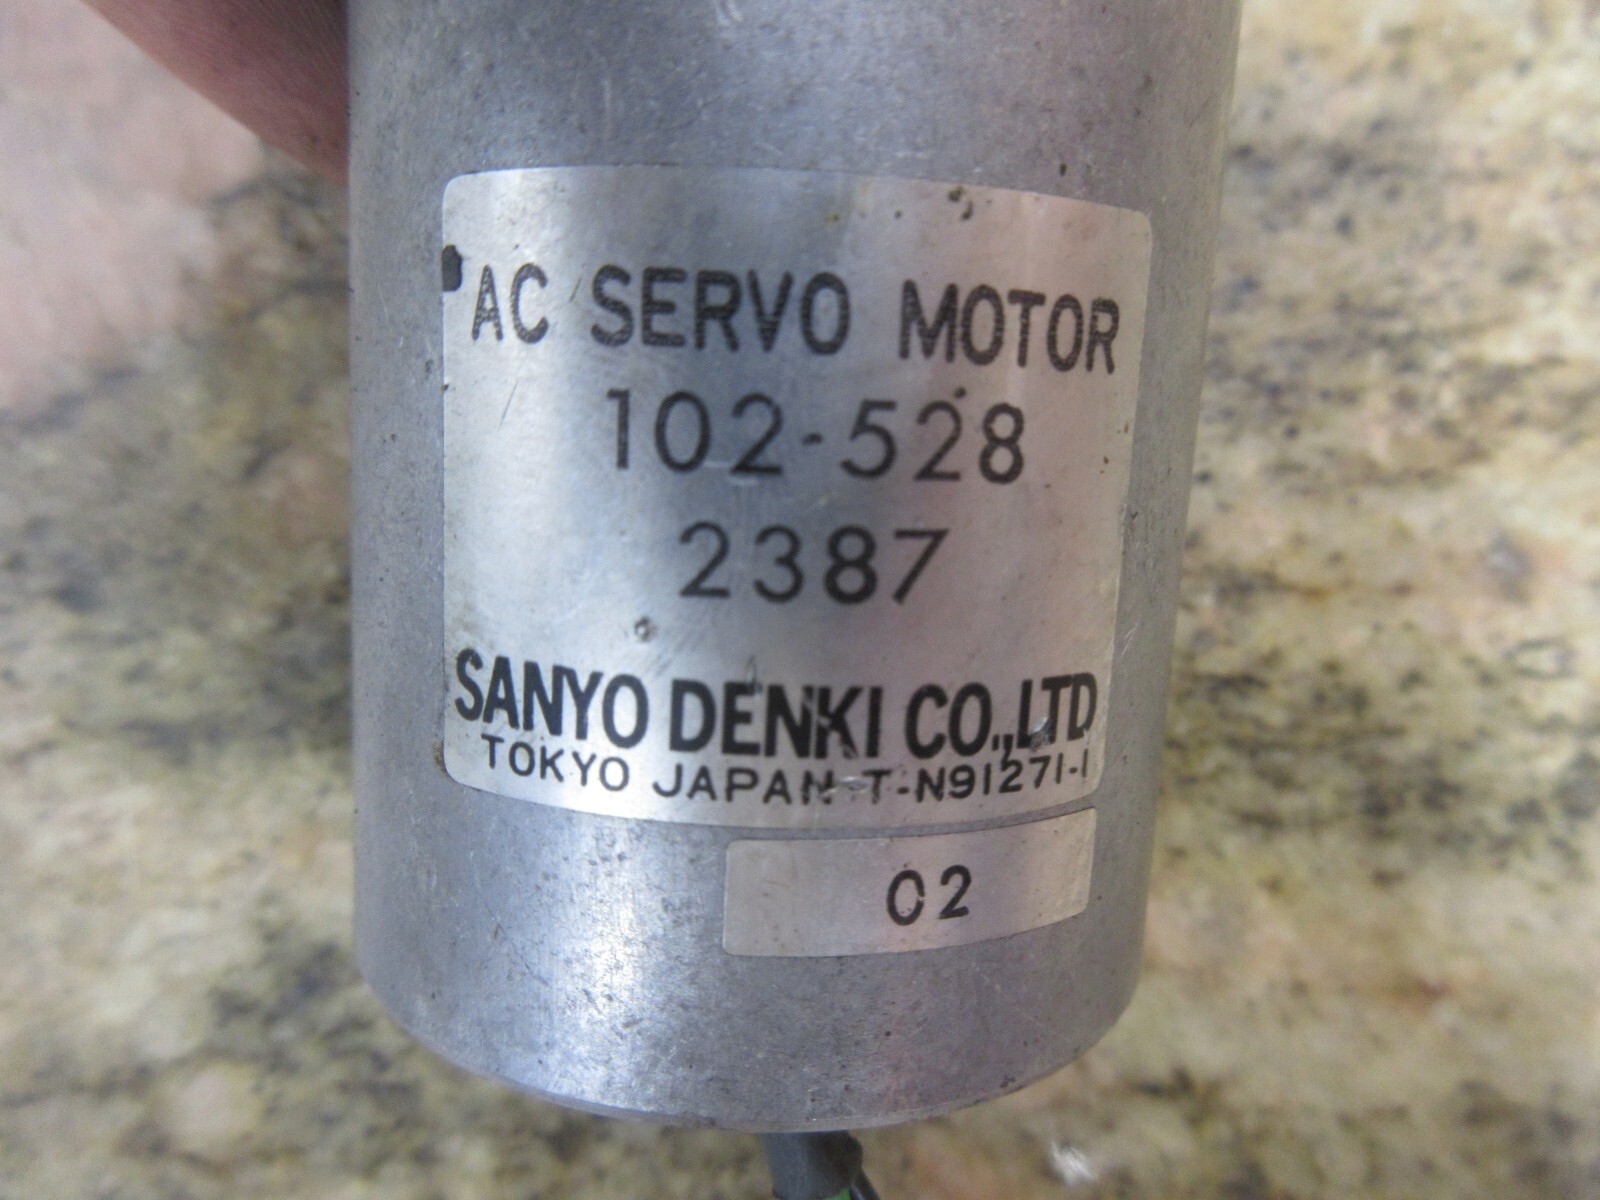 AC SERVO MOTOR
102-528
2387
SANYO DENKI CO.,LTD
TOKYO JAPAN T-N91271-1
02